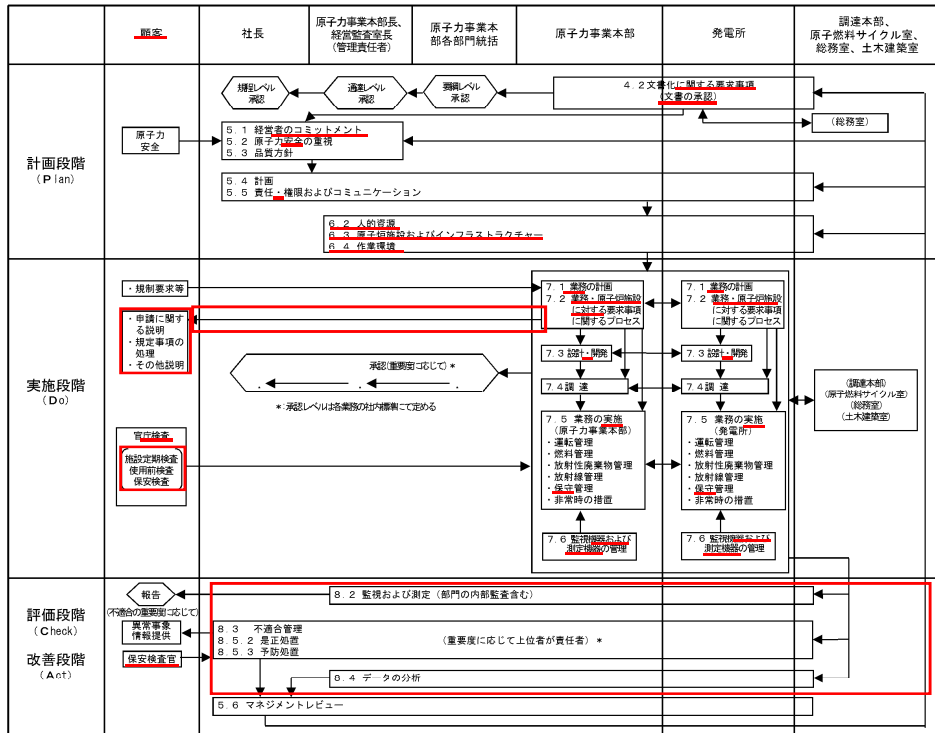 顧客
社長
原子力事業本部長、
経営監査室長
(管理責任者)
原子力事業本
部各部門統括
原子力事業本部
発電所
調達本部、
原子燃料サイクル室、
総務室、土木建築室
計画段階
(Plan)
規程レベル
承認
通達レベル
承認
要綱レベル
承認
4.2文書化に関する要求事項
(文書の承認)
(総務室)
原子力
安全
5.1 経営者のコミットメント
5.2 原子力安全の重視
5.3 品質方針
5.4 計画
5.5 責任・権限およびコミュニケーション
6.2 人的資源
6.3 原子炉施設およびインフラストラクチャー
6.4 作業環境
実施段階
(Do)
・規制要求等
・申請に関す
る説明
・規定事項の
処理
・その他説明
7.1 業務の計画
7.2 業務・原子炉施設
に対する要求事項
に関するプロセス
7.1 業務の計画
7.2 業務・原子炉施設
に対する要求事項
に関するプロセス
7.3 設計・開発
7.3 設計・開発
承認(重要度に応じて)*
*:承認レベルは各業務の社内標準にて定める
7.4 調 達
7.4 調 達
(調達本部)
(原子燃料サイクル室)
(総務室)
(土木建築室)
官庁検査
施設定期検査
使用前検査
保安検査
7.5 業務の実施
(原子力事業本部)
・運転管理
・燃料管理
・放射性廃棄物管理
・放射線管理
・保守管理
・非常時の措置
7.5 業務の実施
(発電所)
・運転管理
・燃料管理
・放射性廃棄物管理
・放射線管理
・保守管理
・非常時の措置
7.6 監視機器および
測定機器の管理
7.6 監視機器および
測定機器の管理
評価段階
(Check)
改善段階
(Act)
報告
(不適合の重要度に応じて)
異常事象
情報提供
保安検査官
8.2 監視および測定(部門の内部監査含む)
8.3 不適合管理
8.5.2 是正処置
8.5.3 予防処置
(重要度に応じて上位者が責任者)*
8.4 データの分析
5.6 マネジメントレビュー